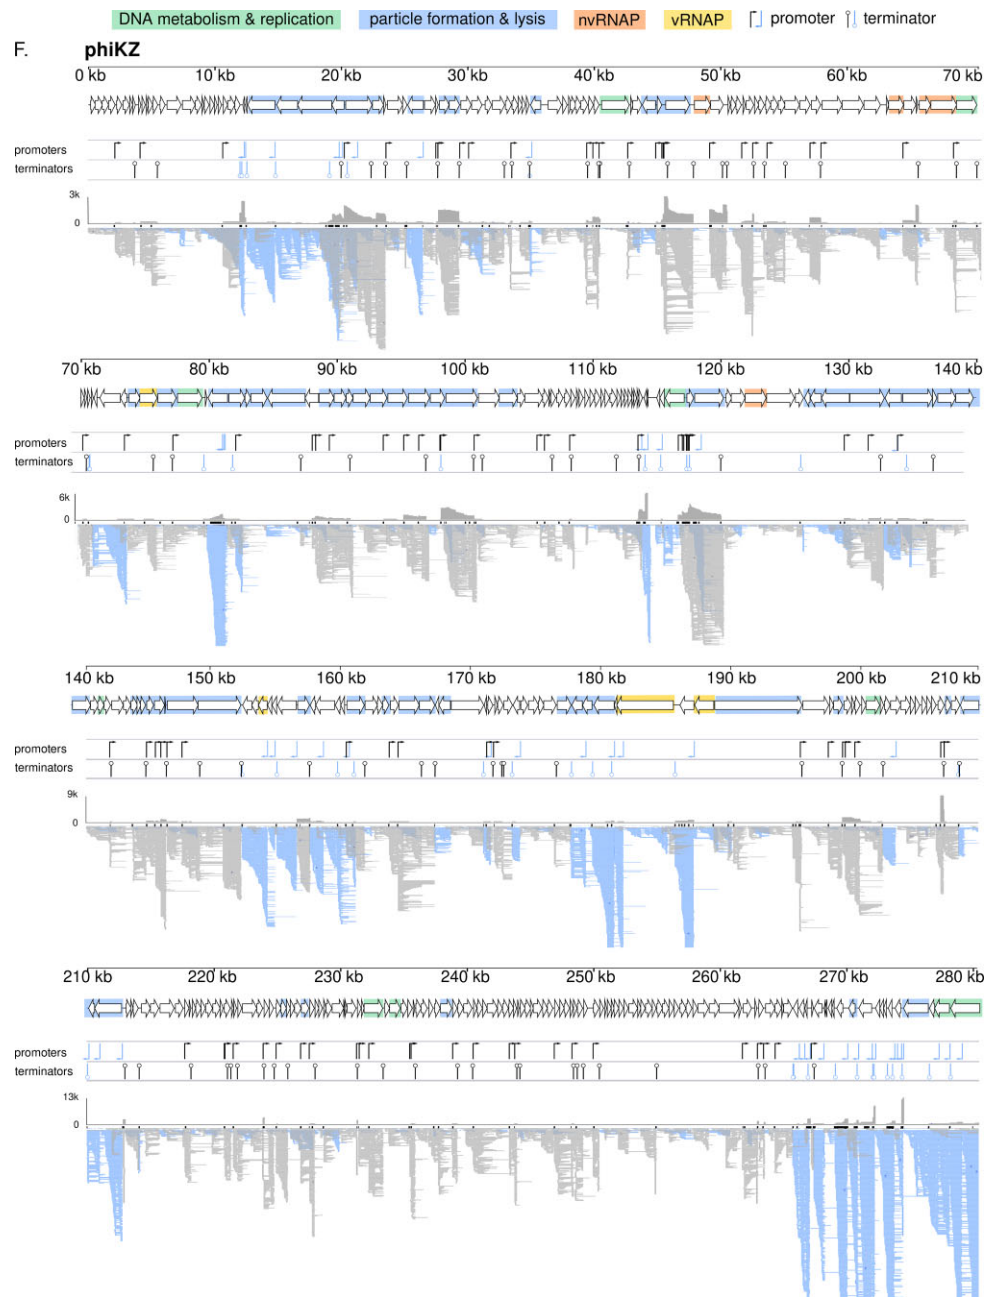 DNA metabolism & replication particle formation & lysis nvRNAP vRNAP promoter terminator
F. phiKZ
0 kb 10 kb 20 kb 30 kb 40 kb 50 kb 60 kb 70 kb
promoters
terminators
3k
0
70 kb 80 kb 90 kb 100 kb 110 kb 120 kb 130 kb 140 kb
promoters
terminators
6k
0
140 kb 150 kb 160 kb 170 kb 180 kb 190 kb 200 kb 210 kb
promoters
terminators
9k
0
210 kb 220 kb 230 kb 240 kb 250 kb 260 kb 270 kb 280 kb
promoters
terminators
13k
0